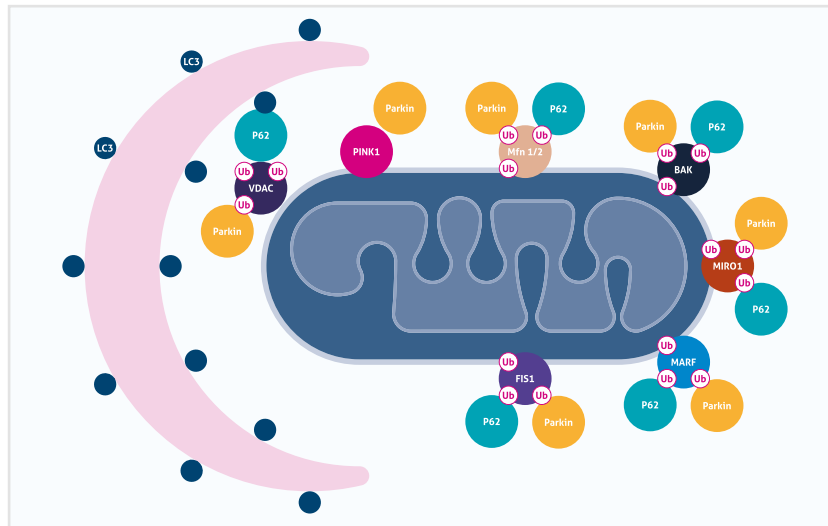 LC3
LC3
P62
Ub
Ub
VDAC
Ub
Parkin
Parkin
PINK1
Parkin
P62
Ub
Ub
Mfn 1/2
Ub
Parkin
P62
Ub
Ub
BAK
Ub
Parkin
Ub
Ub
MIRO1
Ub
P62
Ub
MARF
Ub
Ub
P62
Parkin
Ub
FIS1
Ub
Ub
P62
Parkin